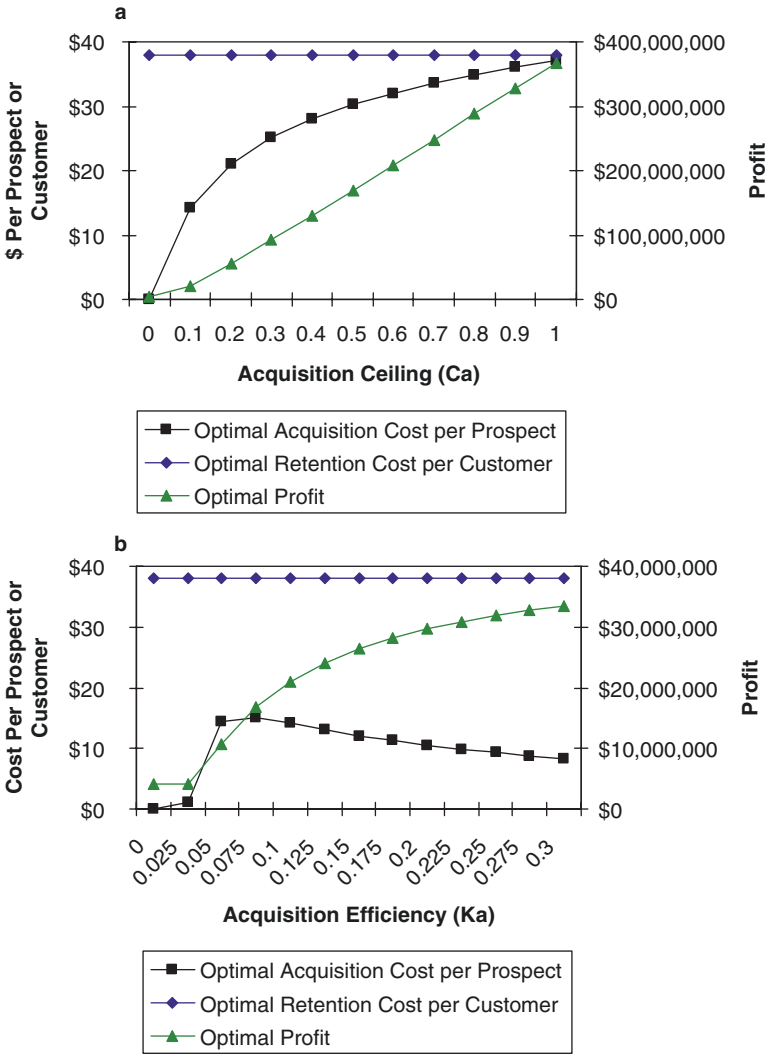 a
$ Per Prospect or
Customer
$40
$30
$20
$10
$0
$400,000,000
$300,000,000
$200,000,000
$100,000,000
$0
Profit
0 0.1 0.2 0.3 0.4 0.5 0.6 0.7 0.8 0.9 1
Acquisition Ceiling (Ca)
Optimal Acquisition Cost per Prospect
Optimal Retention Cost per Customer
Optimal Profit
b
Cost Per Prospect or
Customer
$40
$30
$20
$10
$0
$40,000,000
$30,000,000
$20,000,000
$10,000,000
$0
Profit
0 0.025 0.05 0.075 0.1 0.125 0.15 0.175 0.2 0.225 0.25 0.275 0.3
Acquisition Efficiency (Ka)
Optimal Acquisition Cost per Prospect
Optimal Retention Cost per Customer
Optimal Profit